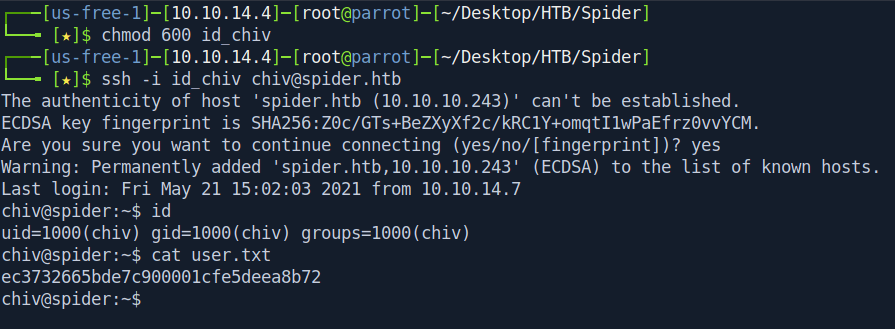 ┌──[us-free-1]─[10.10.14.4]─[root@parrot]─[~/Desktop/HTB/Spider]
└──╼ [★]$ chmod 600 id_chiv
┌──[us-free-1]─[10.10.14.4]─[root@parrot]─[~/Desktop/HTB/Spider]
└──╼ [★]$ ssh -i id_chiv chiv@spider.htb
The authenticity of host 'spider.htb (10.10.10.243)' can't be established.
ECDSA key fingerprint is SHA256:Z0c/GTs+BeZXyXf2c/kRC1Y+omqtI1wPaEfrz0vvYCM.
Are you sure you want to continue connecting (yes/no/[fingerprint])? yes
Warning: Permanently added 'spider.htb,10.10.10.243' (ECDSA) to the list of known hosts.
Last login: Fri May 21 15:02:03 2021 from 10.10.14.7
chiv@spider:~$ id
uid=1000(chiv) gid=1000(chiv) groups=1000(chiv)
chiv@spider:~$ cat user.txt
ec3732665bde7c900001cfe5deea8b72
chiv@spider:~$